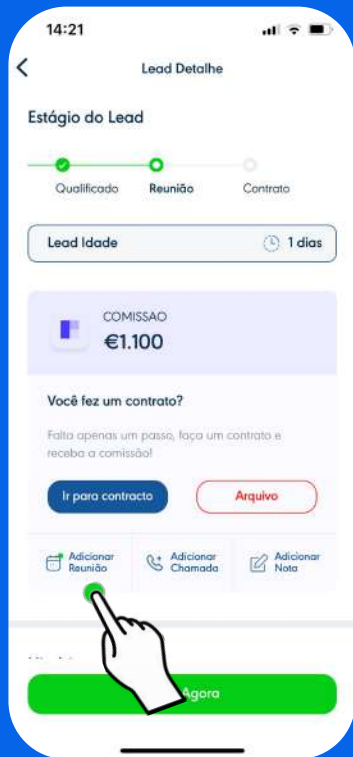 14:21
Lead Detalhe
Estágio do Lead
Qualificado Reunião Contrato
Lead Idade 1 dias
COMISSAO
€1.100
Você fez um contrato?
Falta apenas um passo, faça um contrato e
receba a comissão!
Ir para contracto Arquivo
Adicionar
Reunião
Adicionar
Chamada
Adicionar
Nota
Agora